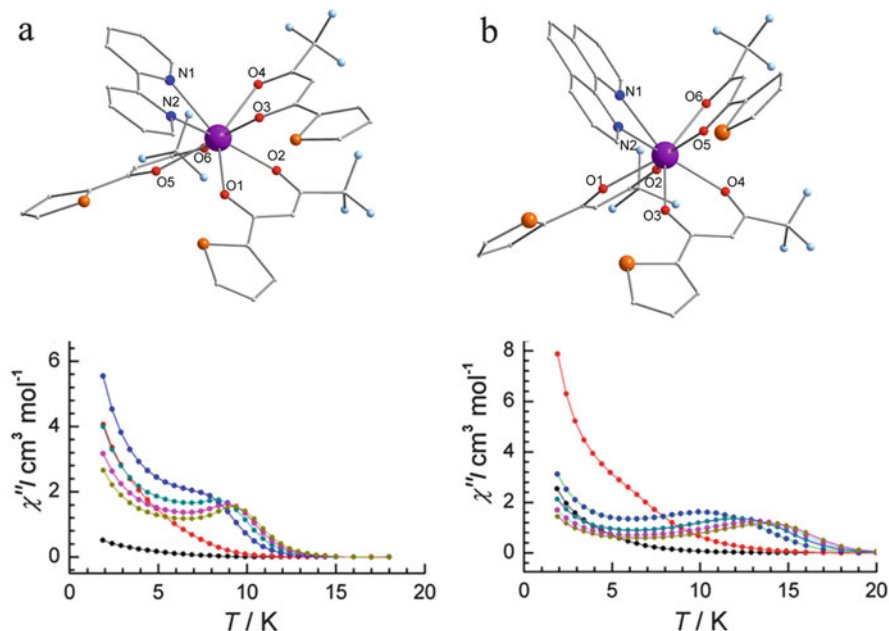 a
N1
O4
N2
O3
O6
O2
O5
O1
b
N1
O6
N2
O5
O2
O1
O4
O3
6
4
2
0
χ''/ cm³ mol⁻¹
0 5 10 15 20
T / K
8
6
4
2
0
χ''/ cm³ mol⁻¹
0 5 10 15 20
T / K